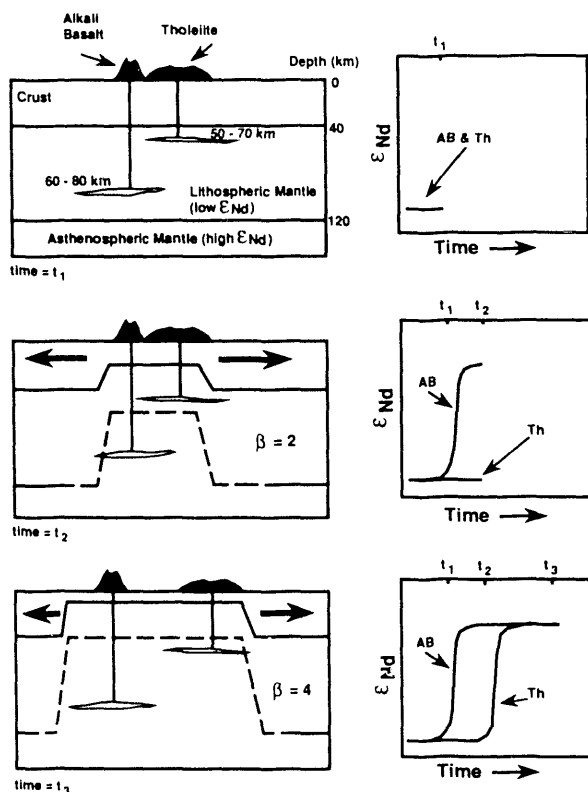 Alkali
Basalt
Tholeiite
Depth (km)
0
Crust
50 - 70 km
40
60 - 80 km
Lithospheric Mantle
(low εNd)
120
Asthenospheric Mantle (high εNd)
time = t1
t1
εNd
AB & Th
Time
β = 2
time = t2
t1 t2
εNd
AB
Th
Time
β = 4
time = t3
t1 t2 t3
εNd
AB
Th
Time